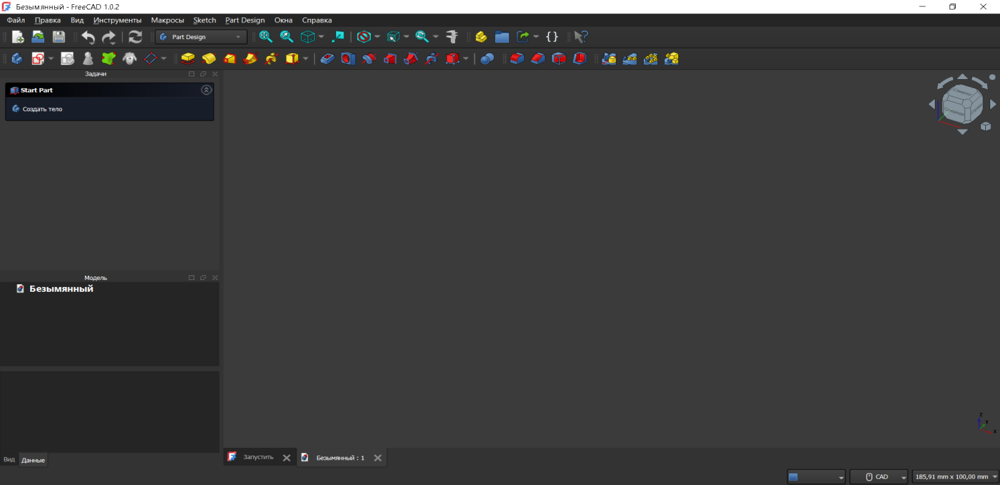 Безымянный - FreeCAD 1.0.2
Файл Правка Вид Инструменты Макросы Sketch Part Design Окна Справка
Part Design
Задачи
Start Part
Создать тело
Модель
Безымянный
Z
Y
X
Вид Данные
Запустить Безымянный : 1
CAD 185,91 mm x 100,00 mm